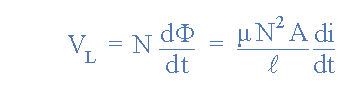 V_L = N dΦ/dt = μN²A/ℓ di/dt